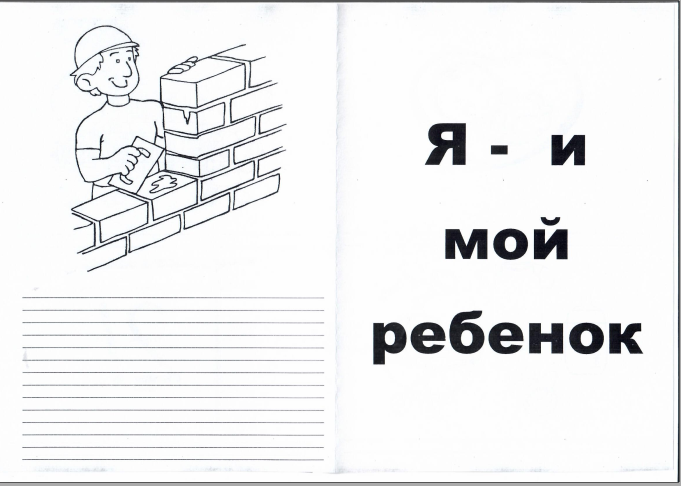 Я - и
мой
ребенок